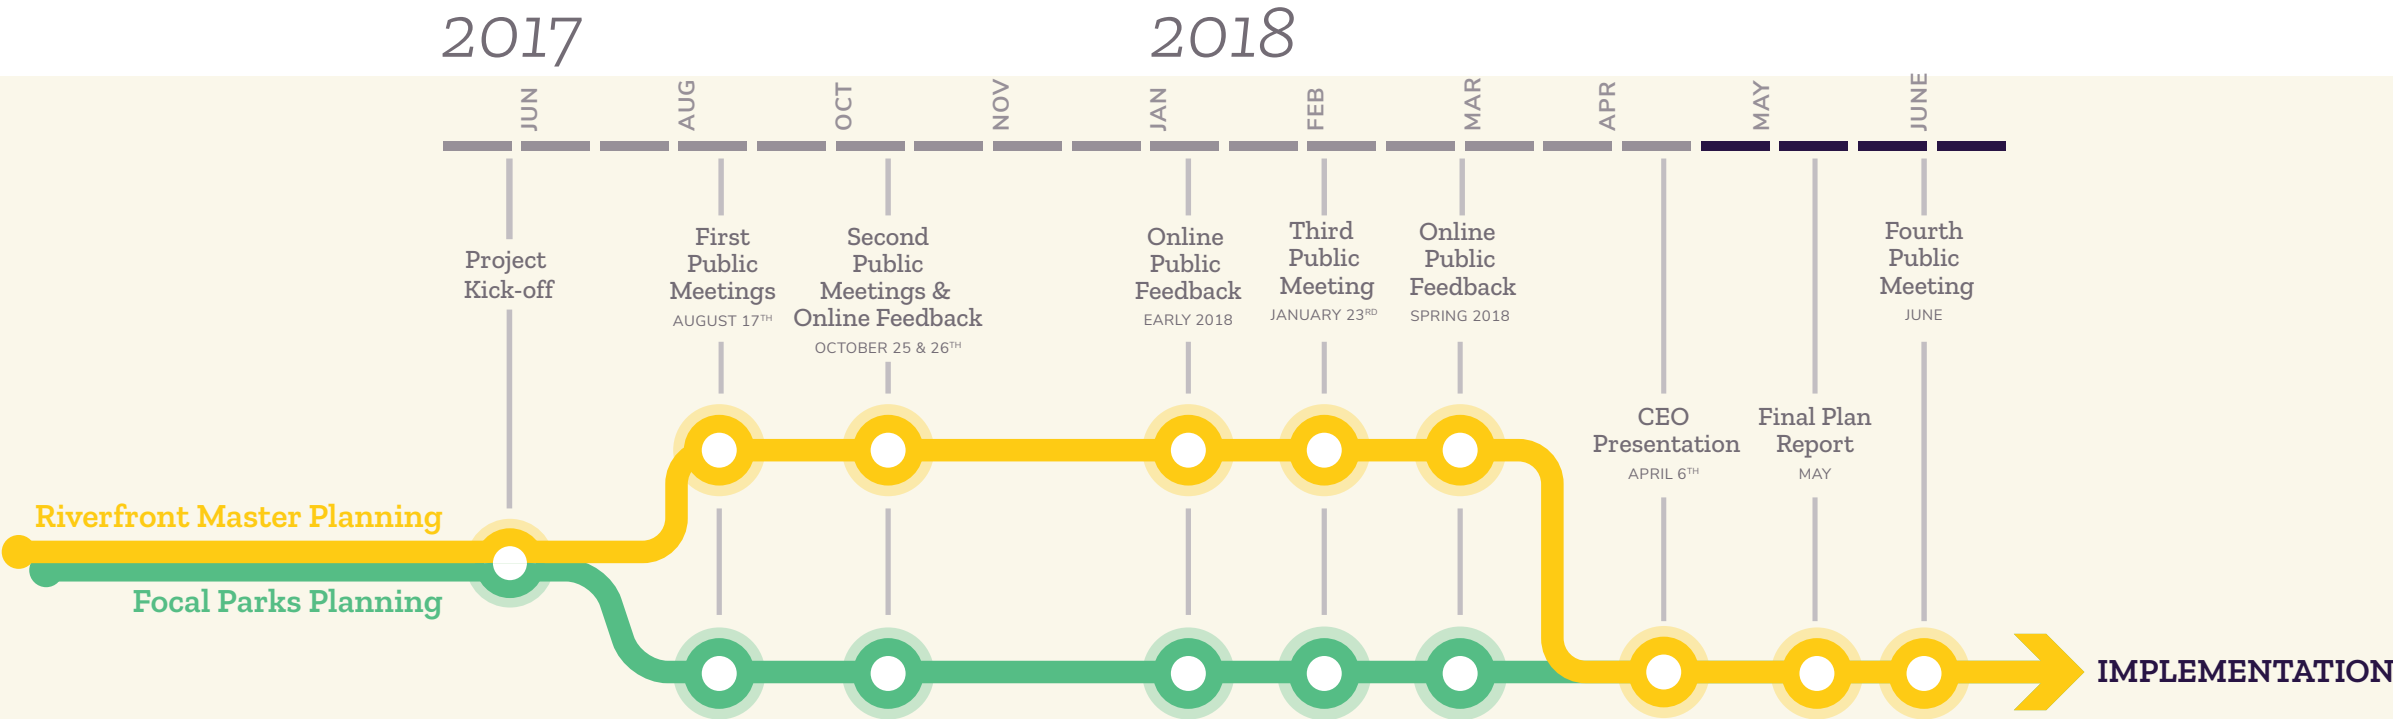 2017
2018
JUN
AUG
OCT
NOV
JAN
FEB
MAR
APR
MAY
JUNE
Project
Kick-off
First
Public
Meetings
AUGUST 17TH
Second
Public
Meetings &
Online Feedback
OCTOBER 25 & 26TH
Online
Public
Feedback
EARLY 2018
Third
Public
Meeting
JANUARY 23RD
Online
Public
Feedback
SPRING 2018
CEO
Presentation
APRIL 6TH
Final Plan
Report
MAY
Fourth
Public
Meeting
JUNE
Riverfront Master Planning
Focal Parks Planning
IMPLEMENTATION